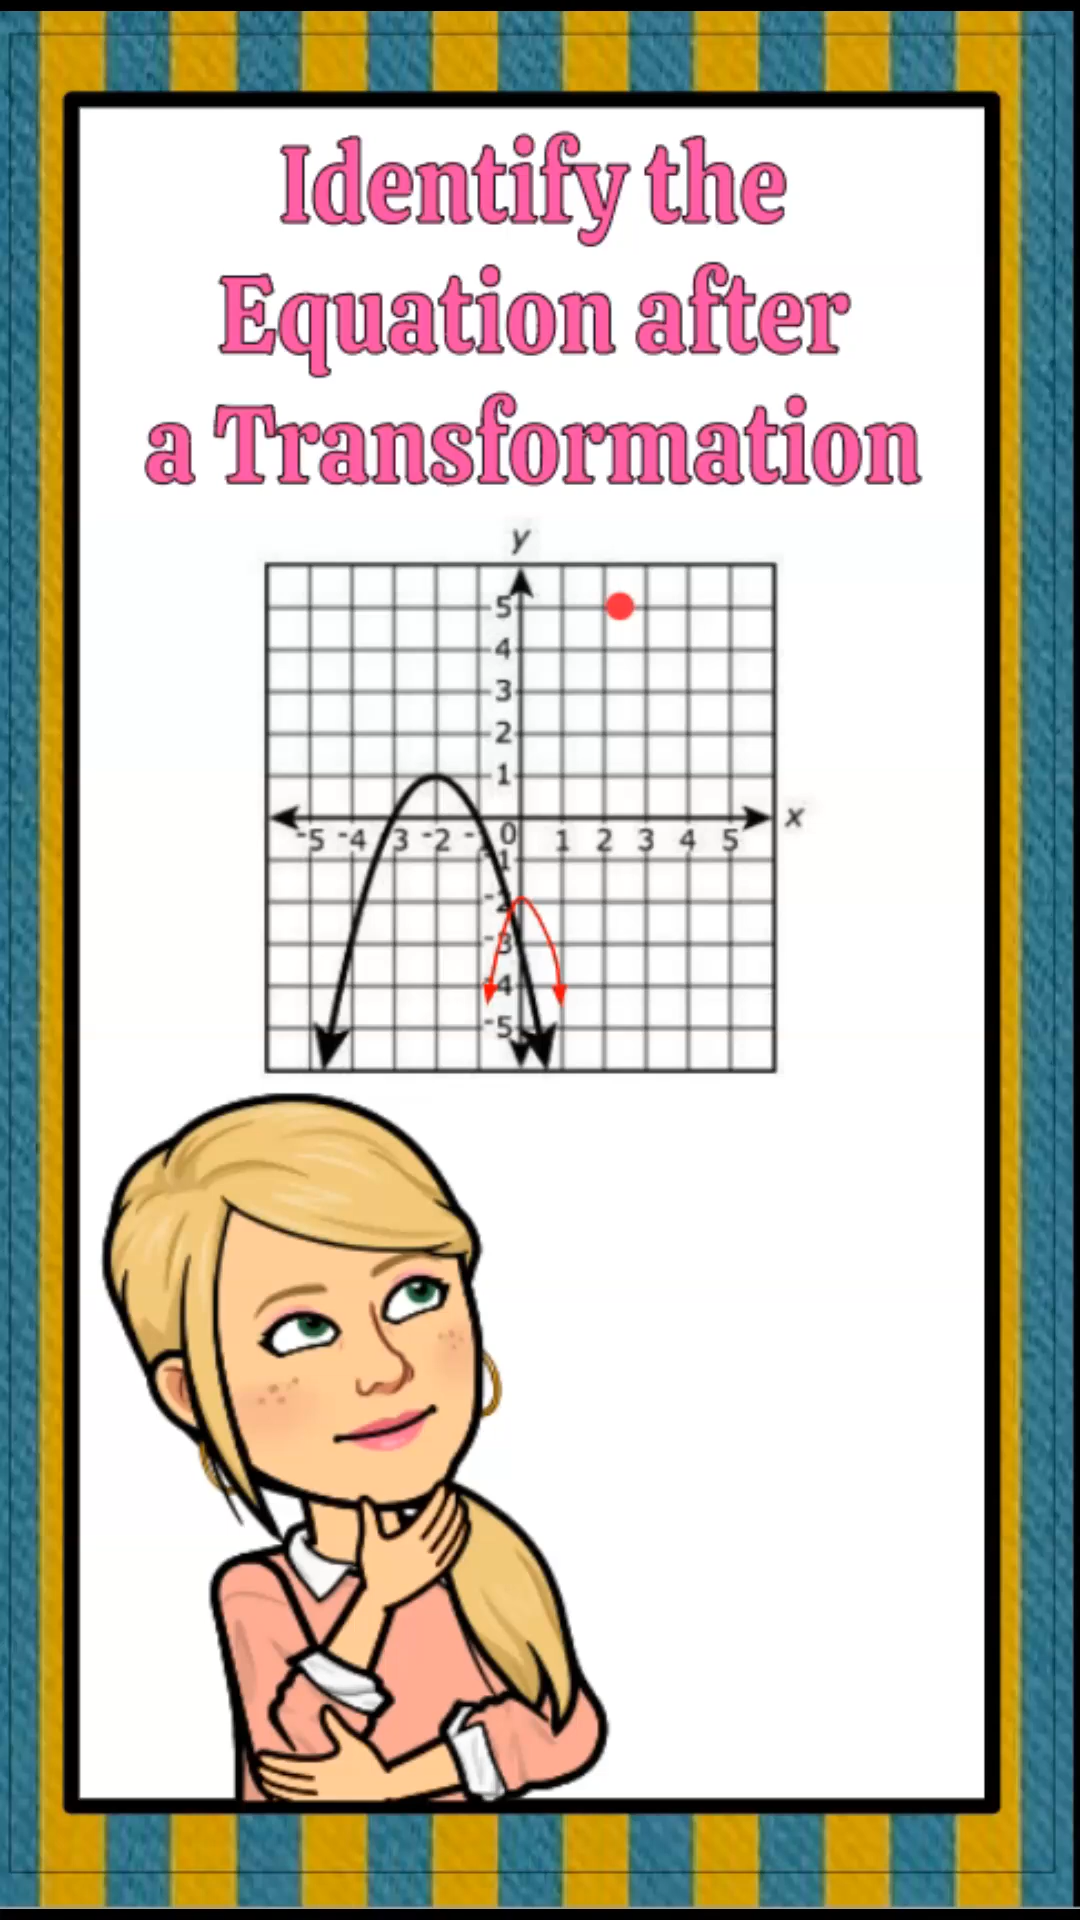 Identify the
Equation after
a Transformation
y
5
4
3
2
1
x
-5 -4 3 -2 - 0 1 2 3 4 5
-1
-2
-3
4
-5